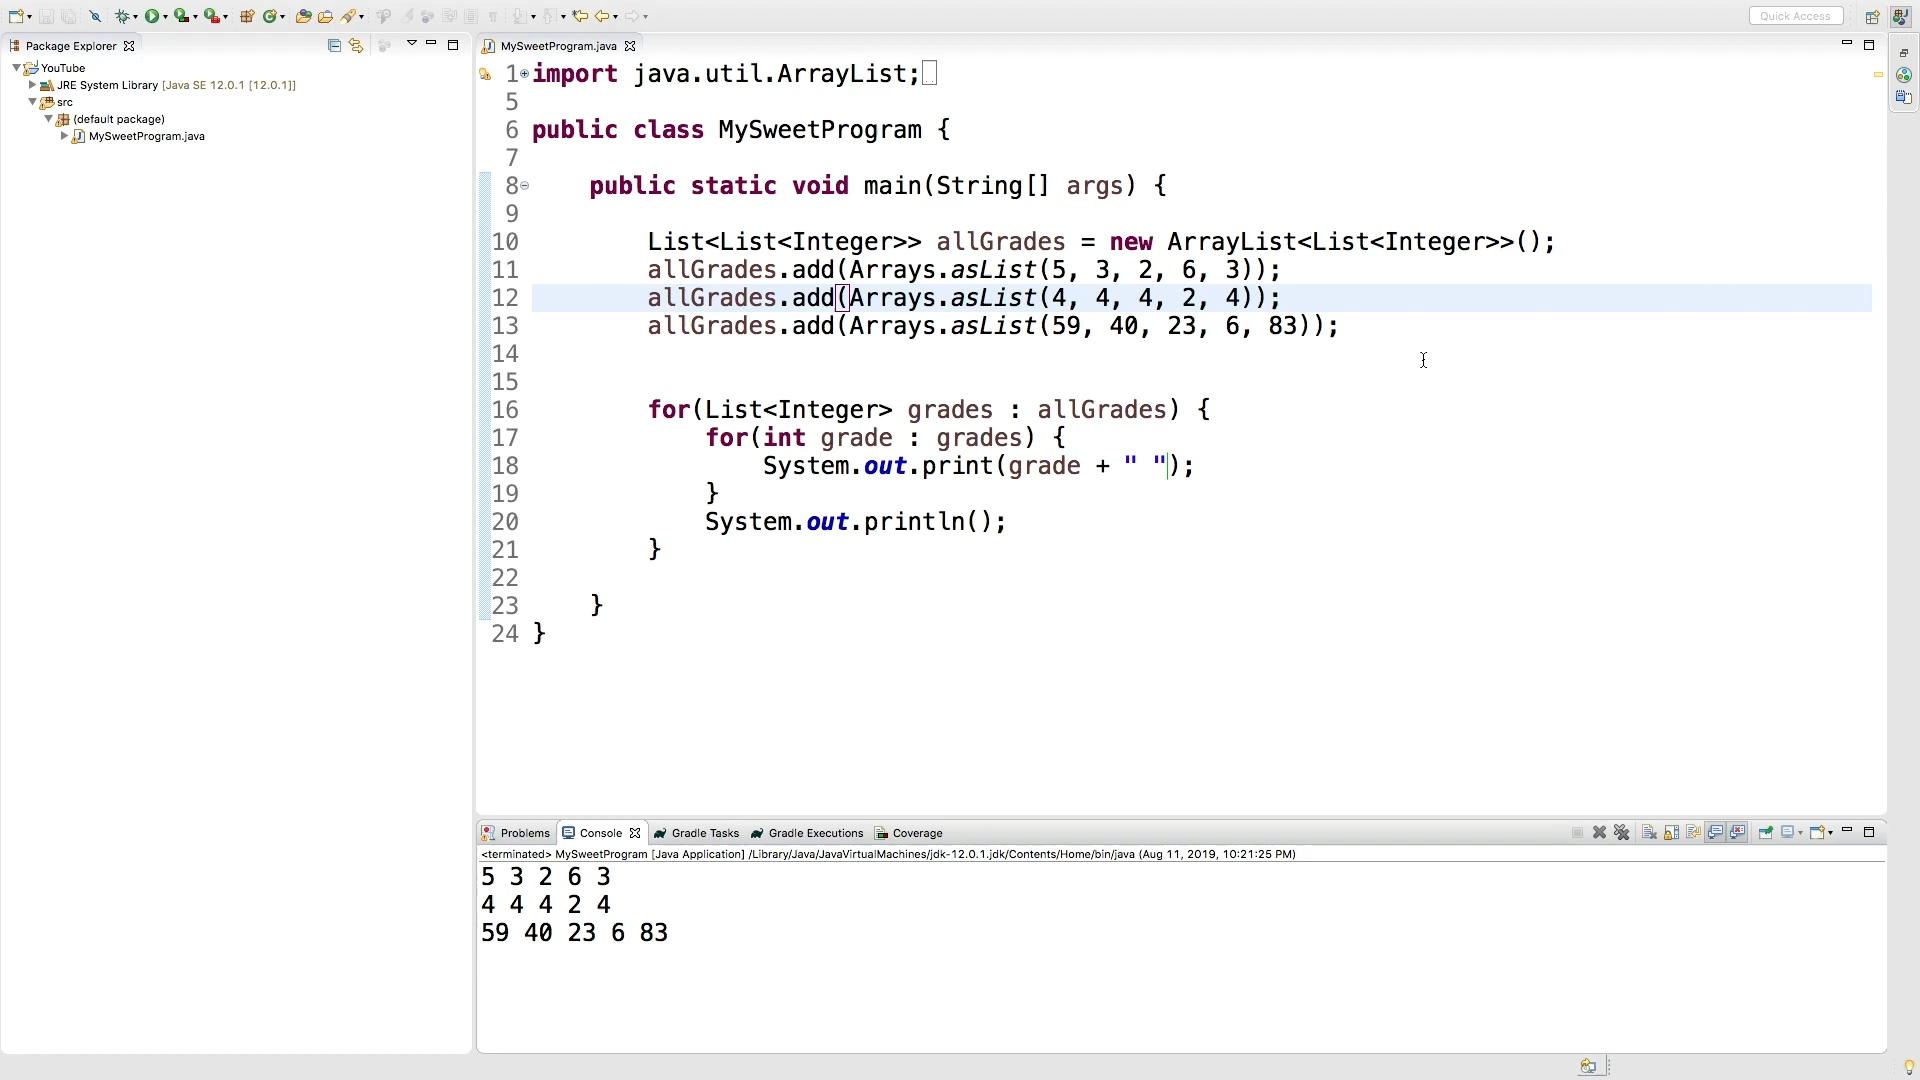 Quick Access
Package Explorer
YouTube
JRE System Library [Java SE 12.0.1 [12.0.1]]
src
(default package)
MySweetProgram.java
MySweetProgram.java
1 import java.util.ArrayList;
5
6 public class MySweetProgram {
7
8 public static void main(String[] args) {
9
10 List<List<Integer>> allGrades = new ArrayList<List<Integer>>();
11 allGrades.add(Arrays.asList(5, 3, 2, 6, 3));
12 allGrades.add(Arrays.asList(4, 4, 4, 2, 4));
13 allGrades.add(Arrays.asList(59, 40, 23, 6, 83));
14
15
16 for(List<Integer> grades : allGrades) {
17 for(int grade : grades) {
18 System.out.print(grade + " ");
19 }
20 System.out.println();
21 }
22
23 }
24 }
Problems Console Gradle Tasks Gradle Executions Coverage
<terminated> MySweetProgram [Java Application] /Library/Java/JavaVirtualMachines/jdk-12.0.1.jdk/Contents/Home/bin/java (Aug 11, 2019, 10:21:25 PM)
5 3 2 6 3
4 4 4 2 4
59 40 23 6 83